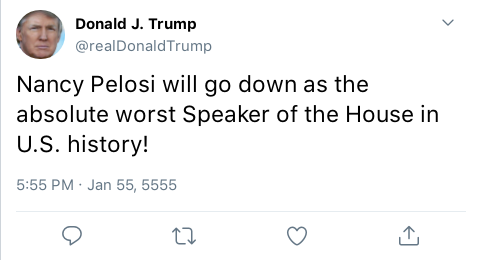 Donald J. Trump
@realDonaldTrump
Nancy Pelosi will go down as the
absolute worst Speaker of the House in
U.S. history!
5:55 PM · Jan 55, 5555